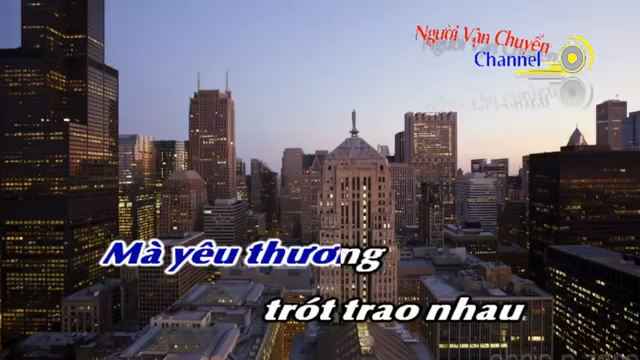 Người Vận Chuyển
Channel
Mà yêu thương
trót trao nhau